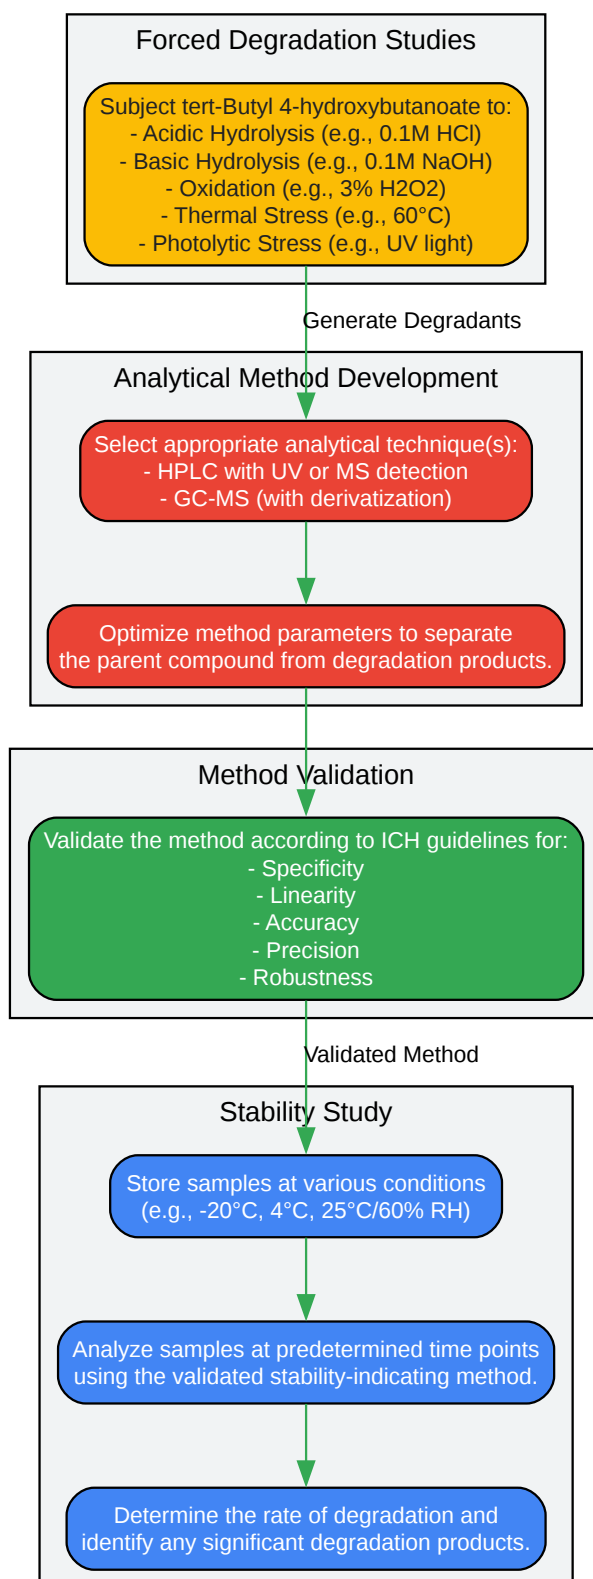 Forced Degradation Studies
Subject tert-Butyl 4-hydroxybutanoate to:
- Acidic Hydrolysis (e.g., 0.1M HCl)
- Basic Hydrolysis (e.g., 0.1M NaOH)
- Oxidation (e.g., 3% H2O2)
- Thermal Stress (e.g., 60°C)
- Photolytic Stress (e.g., UV light)
Generate Degradants
Analytical Method Development
Select appropriate analytical technique(s):
- HPLC with UV or MS detection
- GC-MS (with derivatization)
Optimize method parameters to separate
the parent compound from degradation products.
Method Validation
Validate the method according to ICH guidelines for:
- Specificity
- Linearity
- Accuracy
- Precision
- Robustness
Validated Method
Stability Study
Store samples at various conditions
(e.g., -20°C, 4°C, 25°C/60% RH)
Analyze samples at predetermined time points
using the validated stability-indicating method.
Determine the rate of degradation and
identify any significant degradation products.